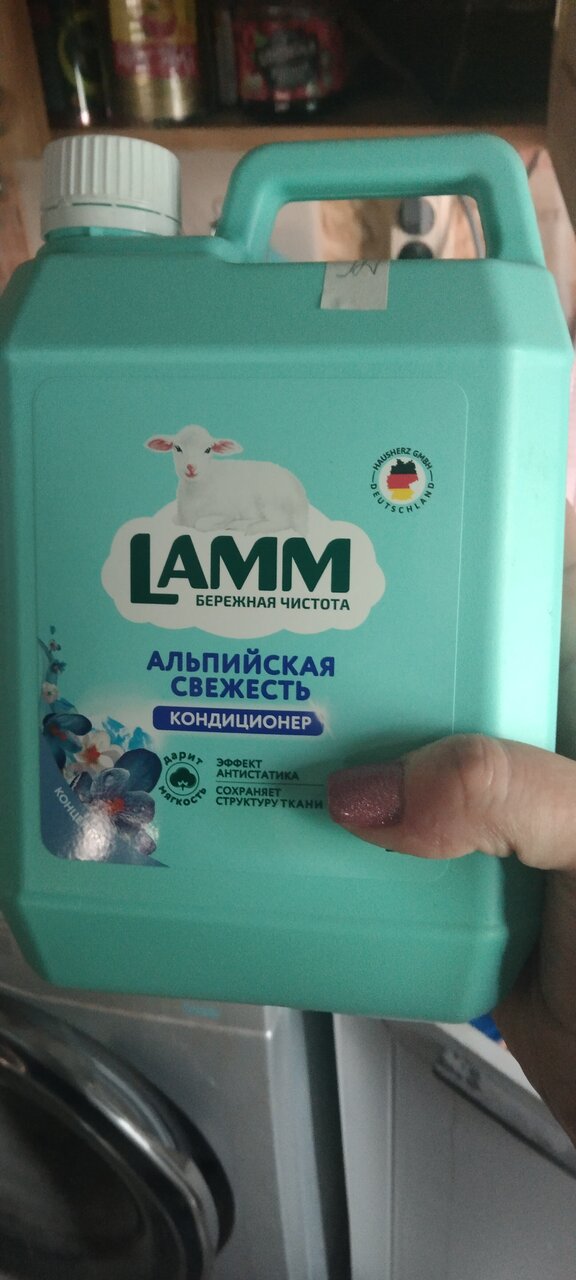 HAUSHERZ GMBH
DEUTSCHLAND
LAMM
БЕРЕЖНАЯ ЧИСТОТА
АЛЬПИЙСКАЯ
СВЕЖЕСТЬ
КОНДИЦИОНЕР
ДАРИТ
МЯГКОСТЬ
ЭФФЕКТ
АНТИСТАТИКА
СОХРАНЯЕТ
СТРУКТУРУ ТКАНИ